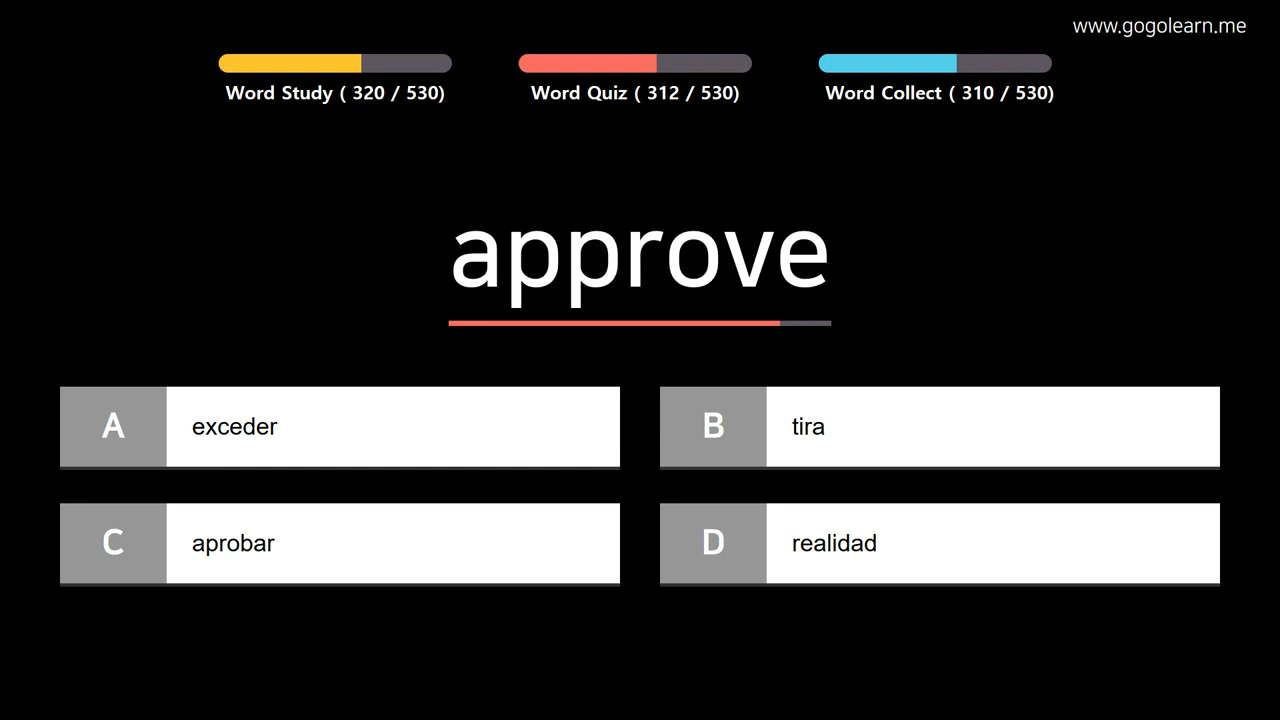 www.gogolearn.me
Word Study ( 320 / 530)
Word Quiz ( 312 / 530)
Word Collect ( 310 / 530)
approve
A exceder
B tira
C aprobar
D realidad